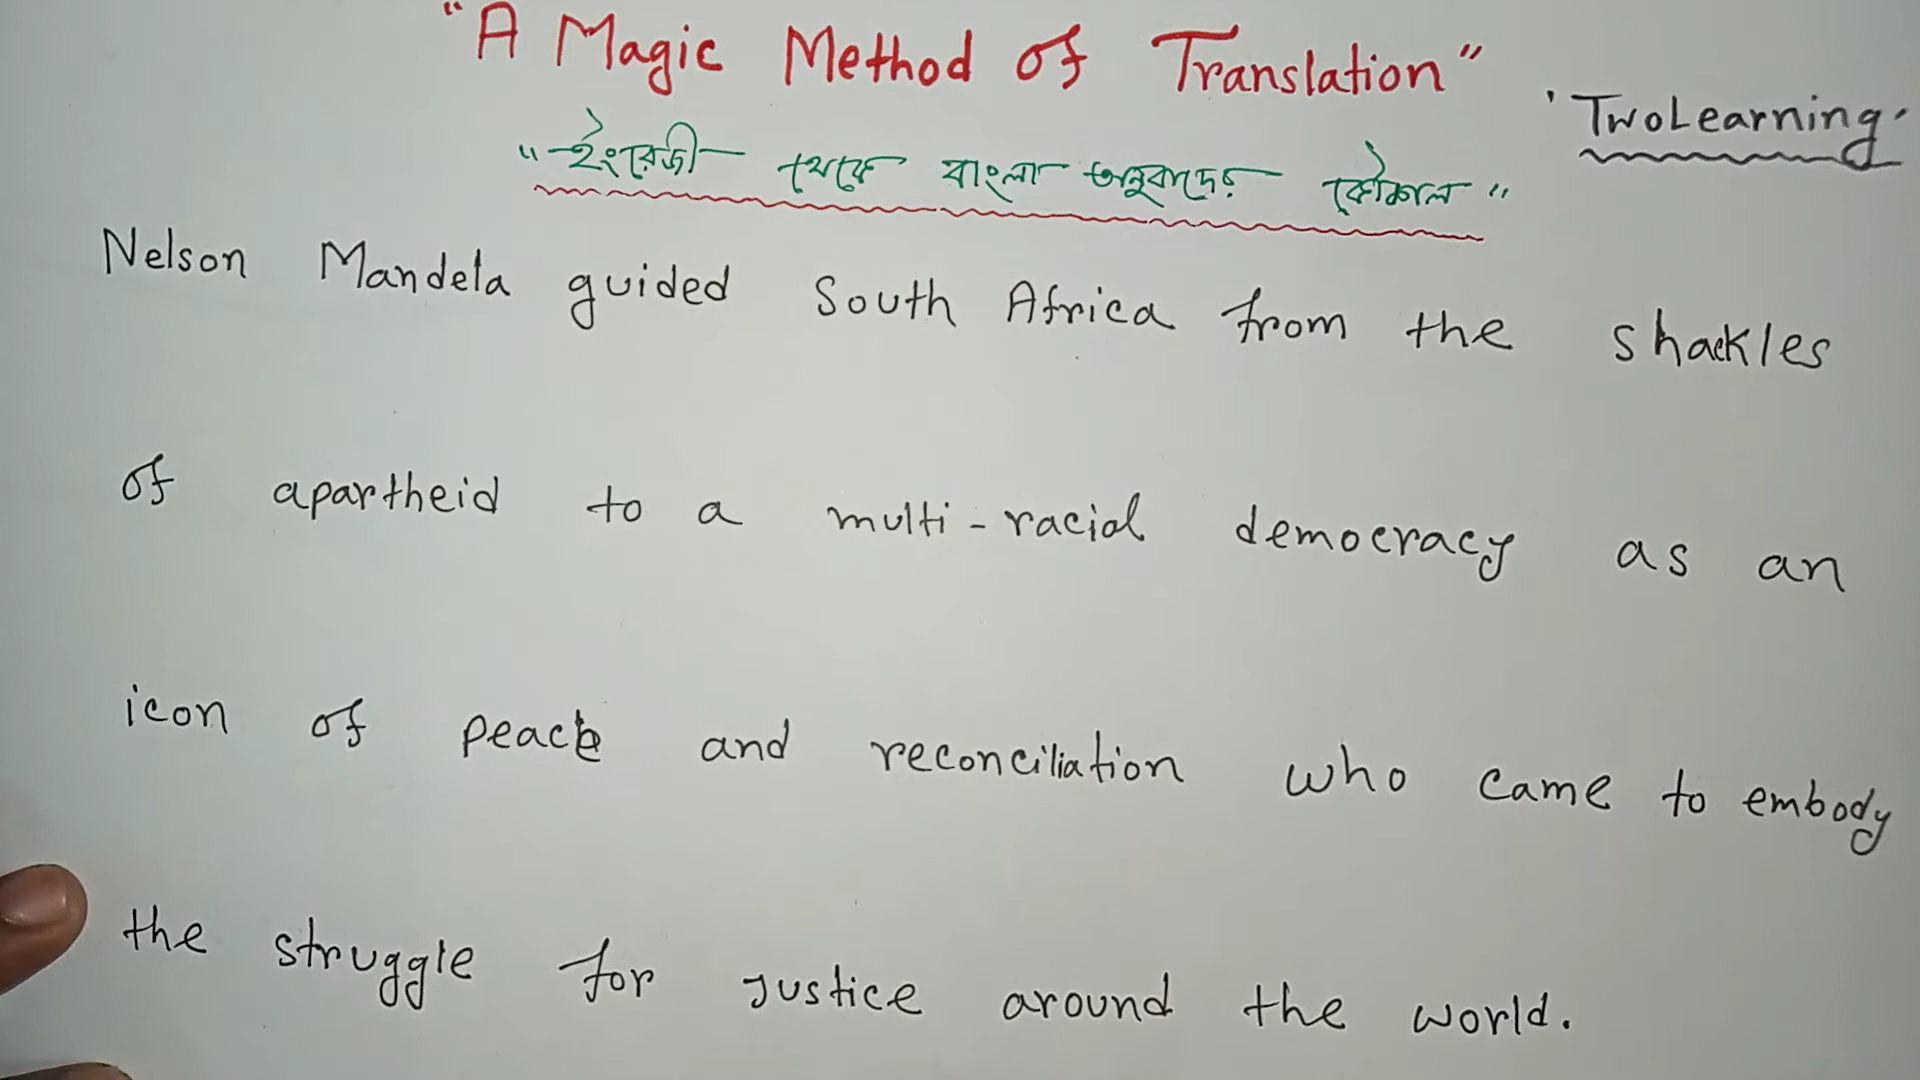 "A Magic Method of Translation"
'TwoLearning'
"ইংরেজী থেকে বাংলা অনুবাদের কৌশল"
Nelson Mandela guided South Africa from the shackles
of apartheid to a multi-racial democracy as an
icon of peace and reconciliation who came to embody
the struggle for Justice around the world.